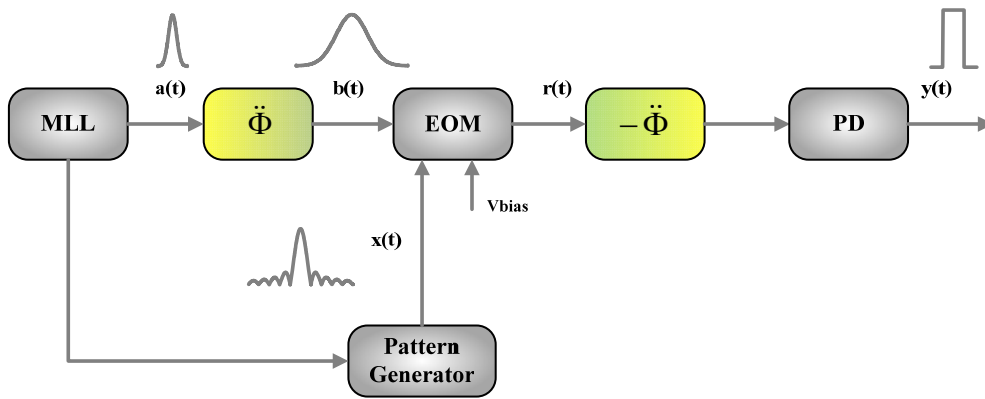 a(t)
b(t)
r(t)
y(t)
MLL
Φ̈
EOM
−Φ̈
PD
Vbias
x(t)
Pattern
Generator